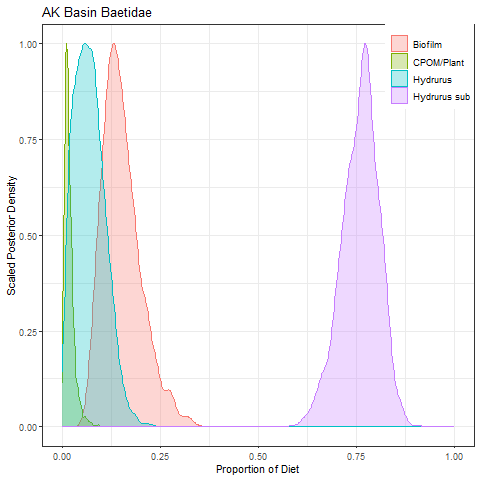 AK Basin Baetidae
Biofilm
CPOM/Plant
Hydrurus
Hydrurus sub
Scaled Posterior Density
1.00
0.75
0.50
0.25
0.00
0.00 0.25 0.50 0.75 1.00
Proportion of Diet